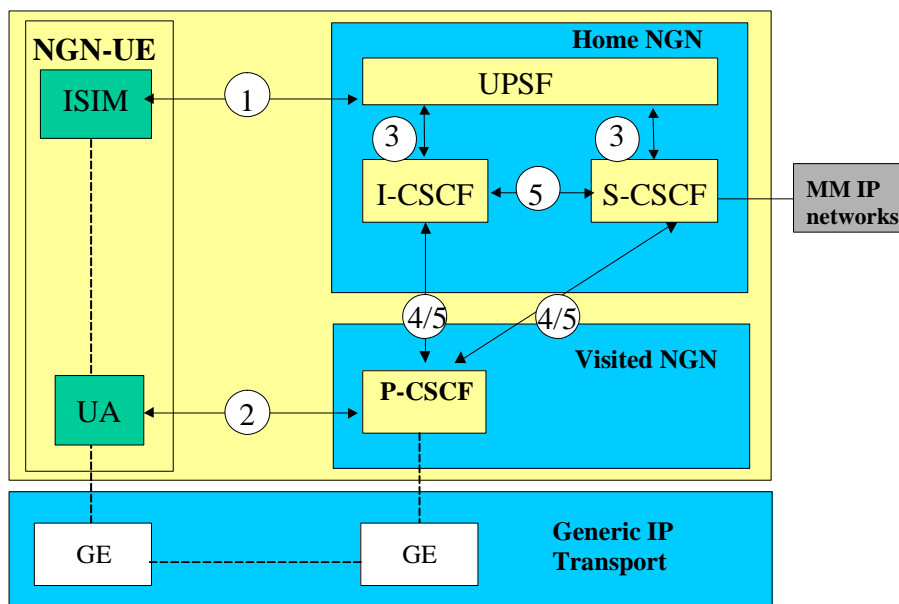 NGN-UE
Home NGN
ISIM
1
UPSF
3
3
I-CSCF
5
S-CSCF
MM IP
networks
4/5
4/5
Visited NGN
UA
2
P-CSCF
GE
GE
Generic IP
Transport